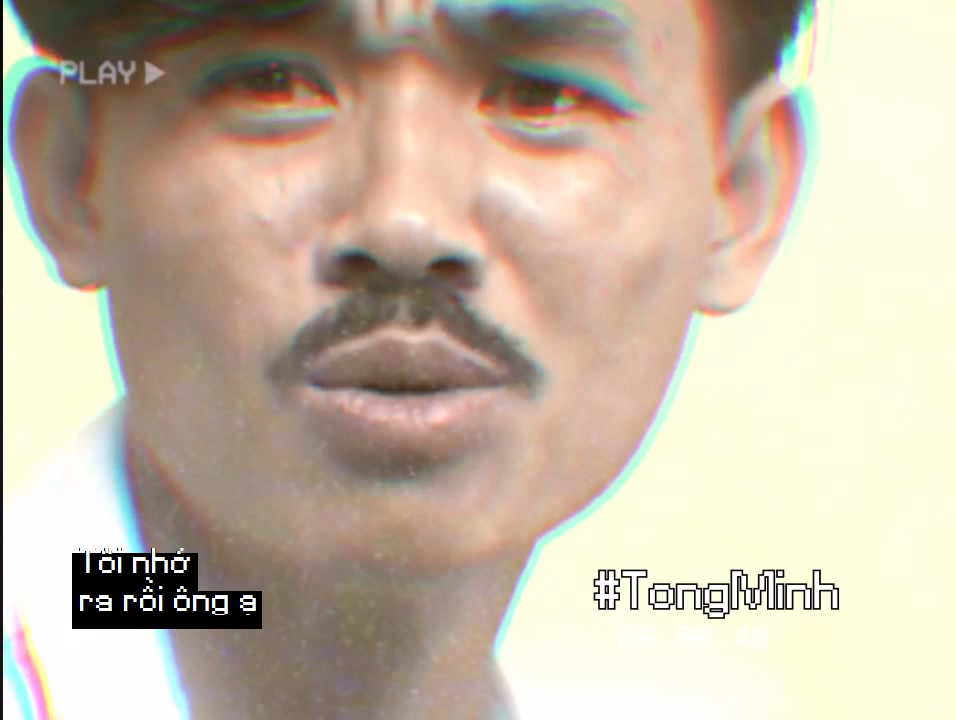 PLAY
Tôi nhớ
ra rồi ông ạ
#TongMinh